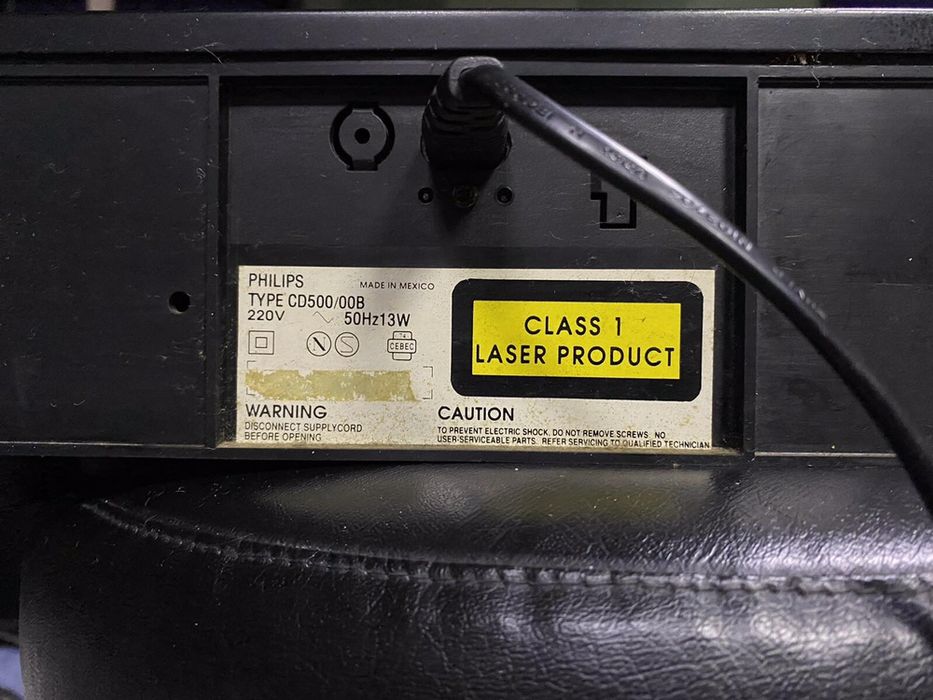 PHILIPS
MADE IN MEXICO
TYPE CD500/00B
220V ~ 50Hz13W
N S
CEBEC
CLASS 1
LASER PRODUCT
WARNING
DISCONNECT SUPPLYCORD
BEFORE OPENING
CAUTION
TO PREVENT ELECTRIC SHOCK, DO NOT REMOVE SCREWS. NO
USER-SERVICEABLE PARTS. REFER SERVICING TO QUALIFIED TECHNICIAN